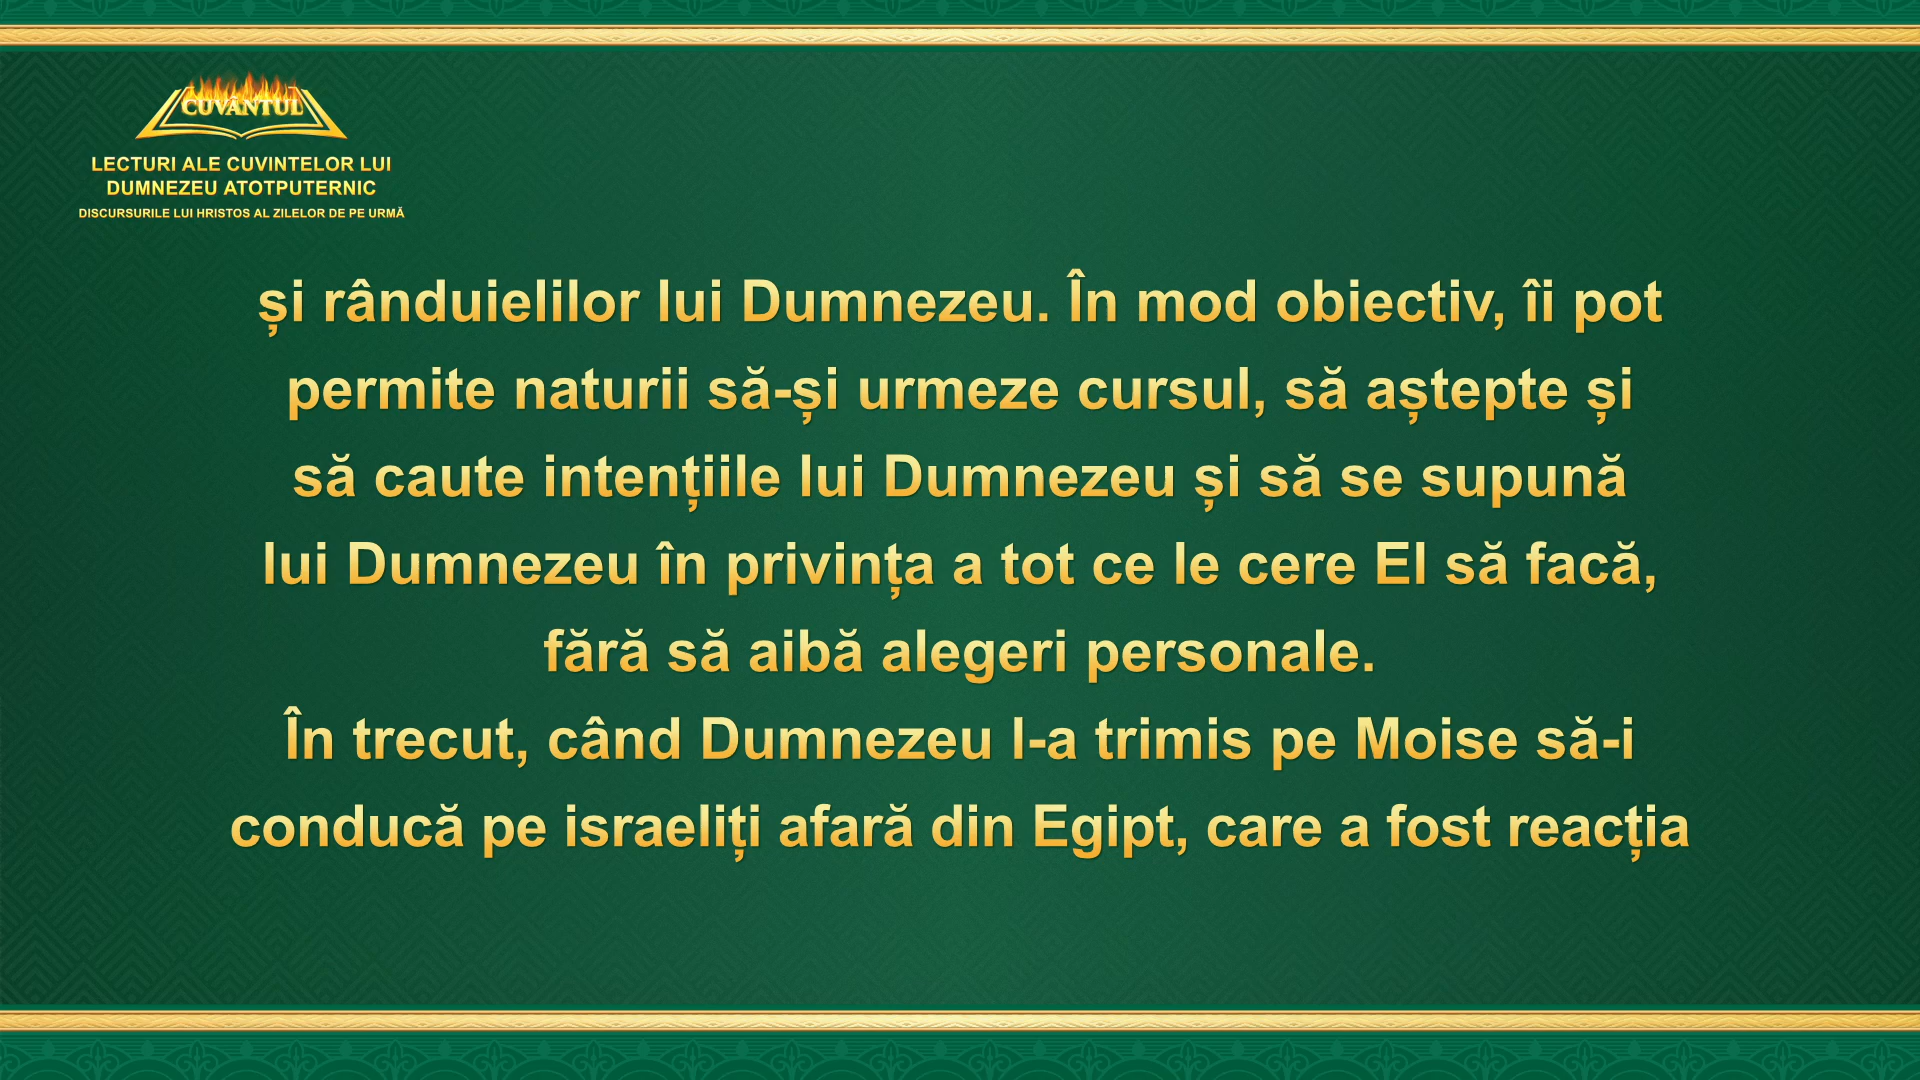 CUVÂNTUL
LECTURI ALE CUVINTELOR LUI
DUMNEZEU ATOTPUTERNIC
DISCURSURILE LUI HRISTOS AL ZILELOR DE PE URMĂ
și rânduielilor lui Dumnezeu. În mod obiectiv, îi pot
permite naturii să-și urmeze cursul, să aștepte și
să caute intențiile lui Dumnezeu și să se supună
lui Dumnezeu în privința a tot ce le cere El să facă,
fără să aibă alegeri personale.
În trecut, când Dumnezeu l-a trimis pe Moise să-i
conducă pe israeliți afară din Egipt, care a fost reacția